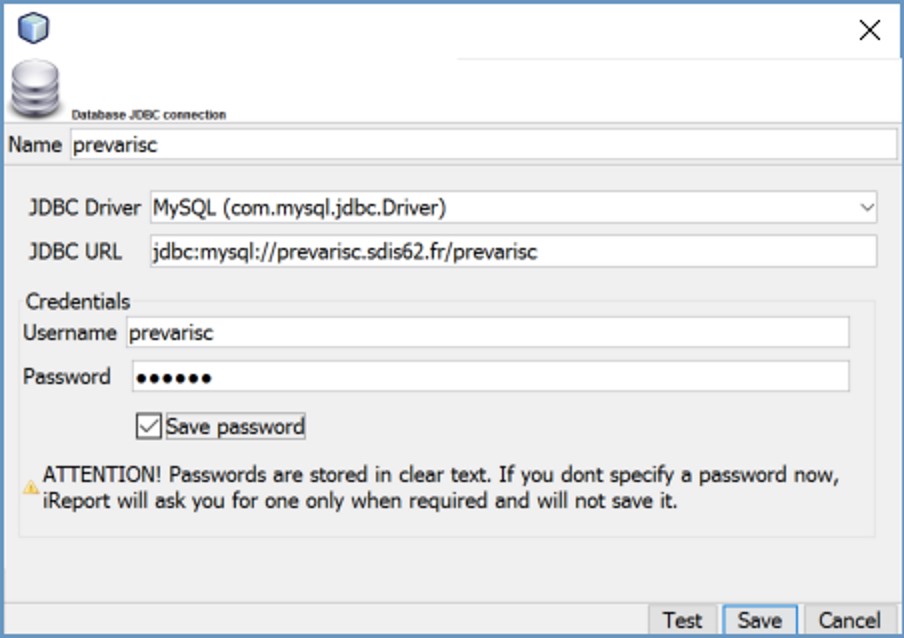 Database JDBC connection
Name prevarisc
JDBC Driver MySQL (com.mysql.jdbc.Driver)
JDBC URL jdbc:mysql://prevarisc.sdis62.fr/prevarisc
Credentials
Username prevarisc
Password ●●●●●●
Save password
ATTENTION! Passwords are stored in clear text. If you dont specify a password now,
iReport will ask you for one only when required and will not save it.
Test Save Cancel